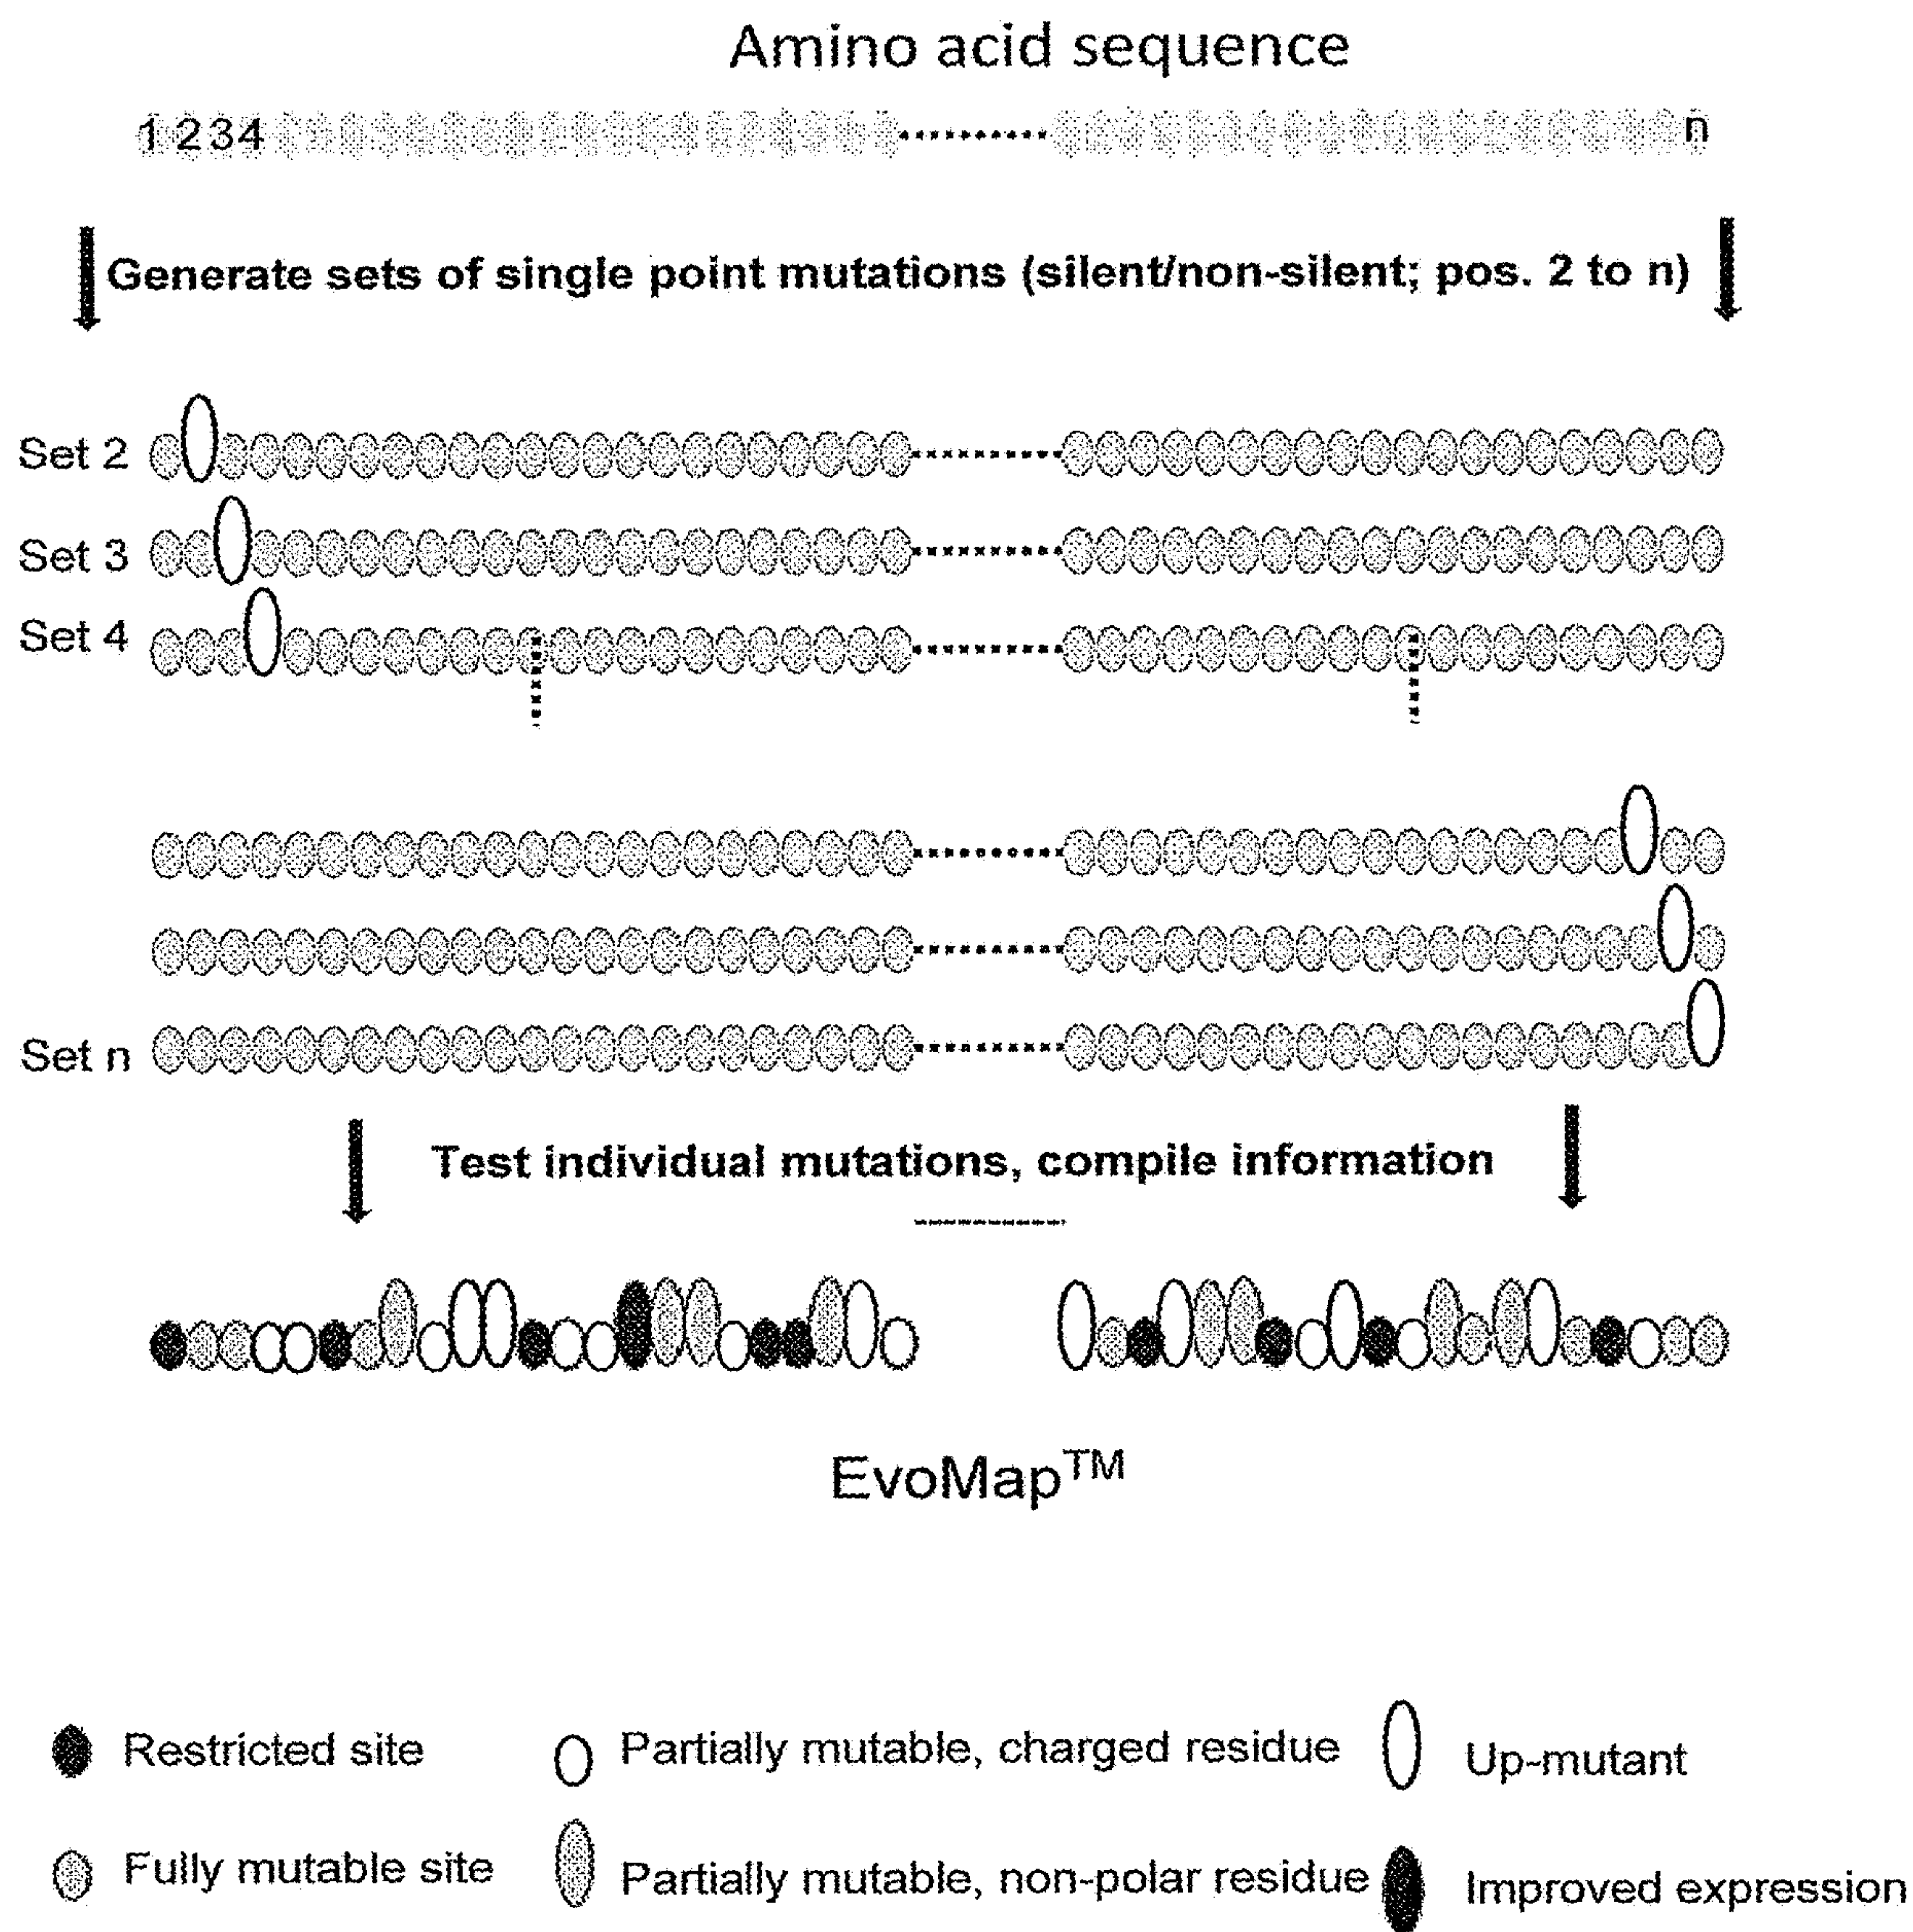 Amino acid sequence
1 2 3 4 n
Generate sets of single point mutations (silent/non-silent; pos. 2 to n)
Set 2
Set 3
Set 4
Set n
Test individual mutations, compile information
EvoMap™
Restricted site
Partially mutable, charged residue
Up-mutant
Fully mutable site
Partially mutable, non-polar residue
Improved expression